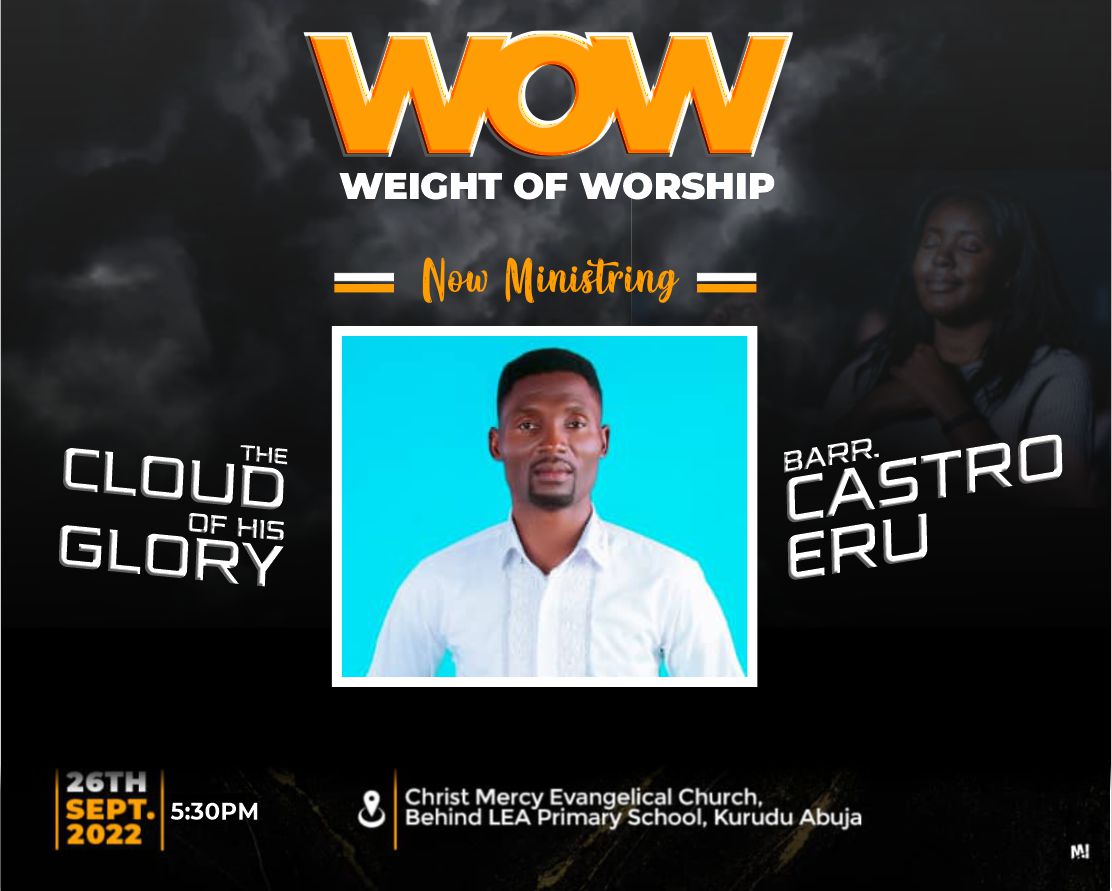 WOW
WEIGHT OF WORSHIP
Now Ministring
THE
CLOUD
OF HIS
GLORY
BARR.
CASTRO
ERU
26TH
SEPT.
2022
5:30PM
Christ Mercy Evangelical Church,
Behind LEA Primary School, Kurudu Abuja